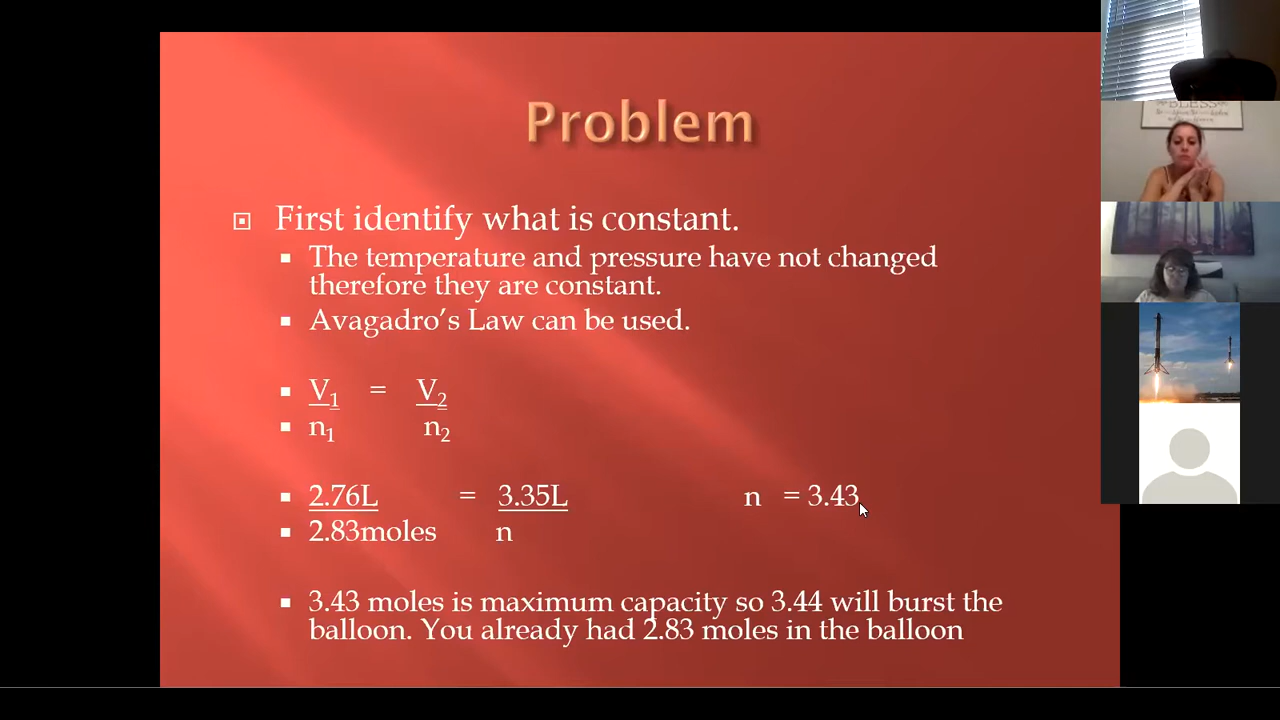 Problem
First identify what is constant.
The temperature and pressure have not changed
therefore they are constant.
Avagadro's Law can be used.
V1 = V2
n1 n2
2.76L = 3.35L n = 3.43
2.83moles n
3.43 moles is maximum capacity so 3.44 will burst the
balloon. You already had 2.83 moles in the balloon
BLESS